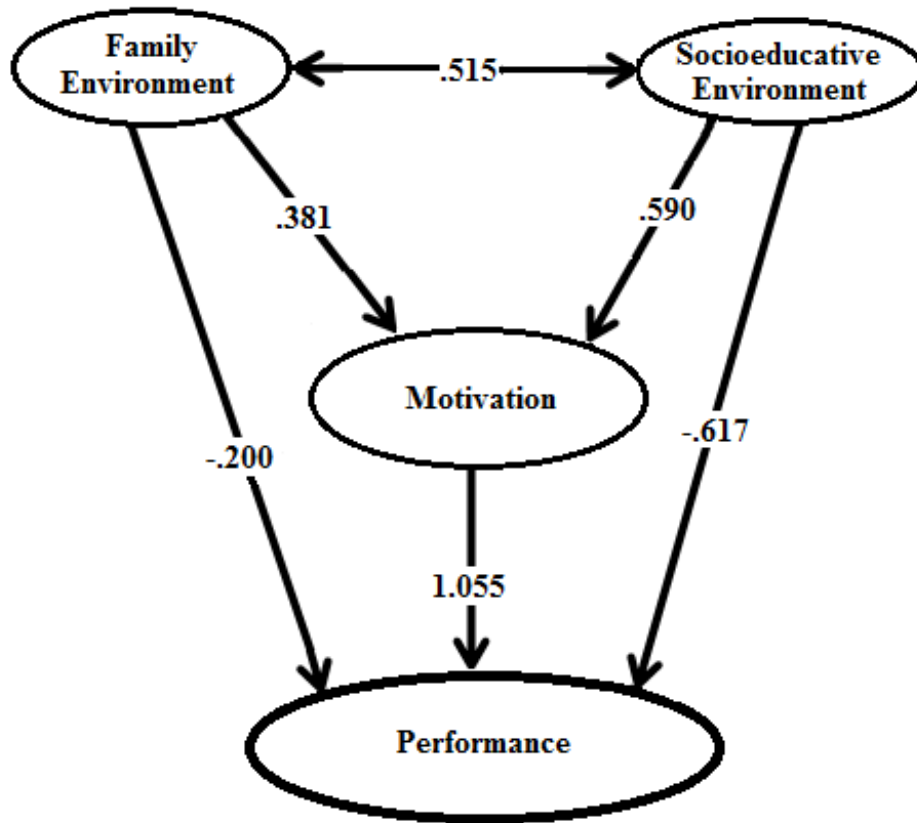 Family
Environment
Socioeducative
Environment
.515
.381
.590
Motivation
-.200
-.617
1.055
Performance